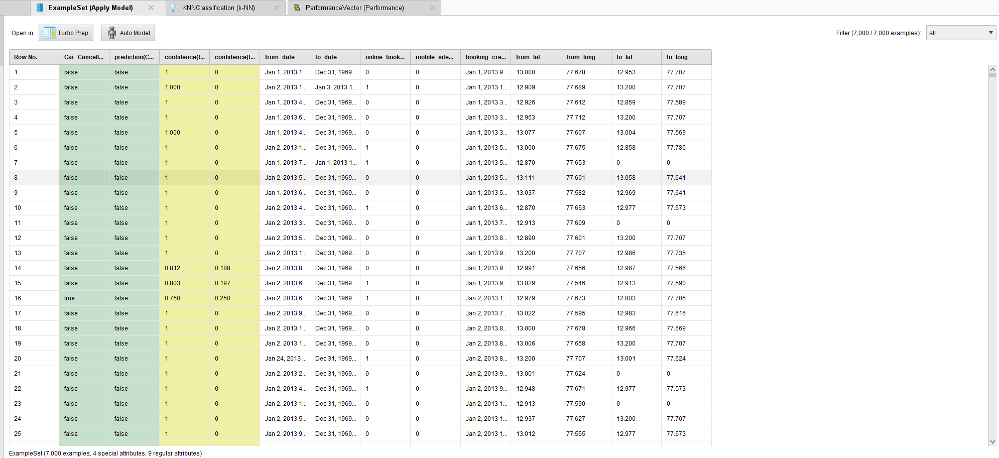 ExampleSet (Apply Model) KNNClassification (k-NN) PerformanceVector (Performance)
Open in Turbo Prep Auto Model Filter (7,000 / 7,000 examples): all
Row No. Car_Cancell... prediction(C... confidence(f... confidence(t... from_date to_date online_book... mobile_site... booking_cre... from_lat from_long to_lat to_long
1 false false 1 0 Jan 1, 2013 1... Dec 31, 1969... 0 0 Jan 1, 2013 9... 13.000 77.678 12.953 77.707
2 false false 1.000 0 Jan 2, 2013 1... Jan 3, 2013 1... 1 0 Jan 1, 2013 1... 12.909 77.689 13.200 77.707
3 false false 1 0 Jan 1, 2013 4... Dec 31, 1969... 0 0 Jan 1, 2013 3... 12.926 77.612 12.859 77.589
4 false false 1 0 Jan 1, 2013 6... Dec 31, 1969... 0 0 Jan 1, 2013 3... 12.963 77.712 13.200 77.707
5 false false 1.000 0 Jan 1, 2013 4... Dec 31, 1969... 0 0 Jan 1, 2013 3... 13.077 77.607 13.004 77.569
6 false false 1 0 Jan 2, 2013 1... Dec 31, 1969... 1 0 Jan 1, 2013 5... 13.000 77.675 12.858 77.786
7 false false 1 0 Jan 1, 2013 7... Jan 1, 2013 1... 1 0 Jan 1, 2013 5... 12.870 77.653 0 0
8 false false 1 0 Jan 2, 2013 5... Dec 31, 1969... 0 0 Jan 1, 2013 5... 13.111 77.601 13.058 77.641
9 false false 1 0 Jan 1, 2013 6... Dec 31, 1969... 0 0 Jan 1, 2013 5... 13.037 77.582 12.969 77.641
10 false false 1 0 Jan 2, 2013 4... Dec 31, 1969... 1 0 Jan 1, 2013 6... 12.870 77.653 12.977 77.573
11 false false 1 0 Jan 2, 2013 3... Dec 31, 1969... 0 0 Jan 1, 2013 7... 12.913 77.609 0 0
12 false false 1 0 Jan 2, 2013 5... Dec 31, 1969... 0 0 Jan 1, 2013 8... 12.890 77.601 13.200 77.707
13 false false 1 0 Jan 2, 2013 1... Dec 31, 1969... 0 0 Jan 1, 2013 9... 13.200 77.707 12.986 77.735
14 false false 0.812 0.188 Jan 2, 2013 8... Dec 31, 1969... 0 0 Jan 1, 2013 9... 12.991 77.656 12.987 77.566
15 false false 0.803 0.197 Jan 2, 2013 6... Dec 31, 1969... 1 0 Jan 1, 2013 9... 13.029 77.546 12.913 77.590
16 true false 0.750 0.250 Jan 2, 2013 6... Dec 31, 1969... 1 0 Jan 2, 2013 1... 12.979 77.673 12.803 77.705
17 false false 1 0 Jan 2, 2013 9... Dec 31, 1969... 0 0 Jan 2, 2013 7... 13.022 77.595 12.983 77.616
18 false false 1 0 Jan 2, 2013 1... Dec 31, 1969... 0 0 Jan 2, 2013 8... 13.000 77.678 12.966 77.669
19 false false 1 0 Jan 2, 2013 1... Dec 31, 1969... 0 0 Jan 2, 2013 8... 13.006 77.658 13.200 77.707
20 false false 1 0 Jan 24, 2013 ... Dec 31, 1969... 1 0 Jan 2, 2013 8... 13.200 77.707 13.001 77.624
21 false false 1 0 Jan 2, 2013 2... Dec 31, 1969... 0 0 Jan 2, 2013 9... 13.001 77.624 0 0
22 false false 1 0 Jan 2, 2013 4... Dec 31, 1969... 1 0 Jan 2, 2013 9... 12.948 77.671 12.977 77.573
23 false false 1 0 Jan 2, 2013 1... Dec 31, 1969... 0 0 Jan 2, 2013 1... 12.913 77.590 0 0
24 false false 1 0 Jan 2, 2013 5... Dec 31, 1969... 0 0 Jan 2, 2013 1... 12.937 77.627 13.200 77.707
25 false false 1 0 Jan 2, 2013 9... Dec 31, 1969... 0 0 Jan 2, 2013 1... 13.012 77.555 12.977 77.573
ExampleSet (7,000 examples, 4 special attributes, 9 regular attributes)